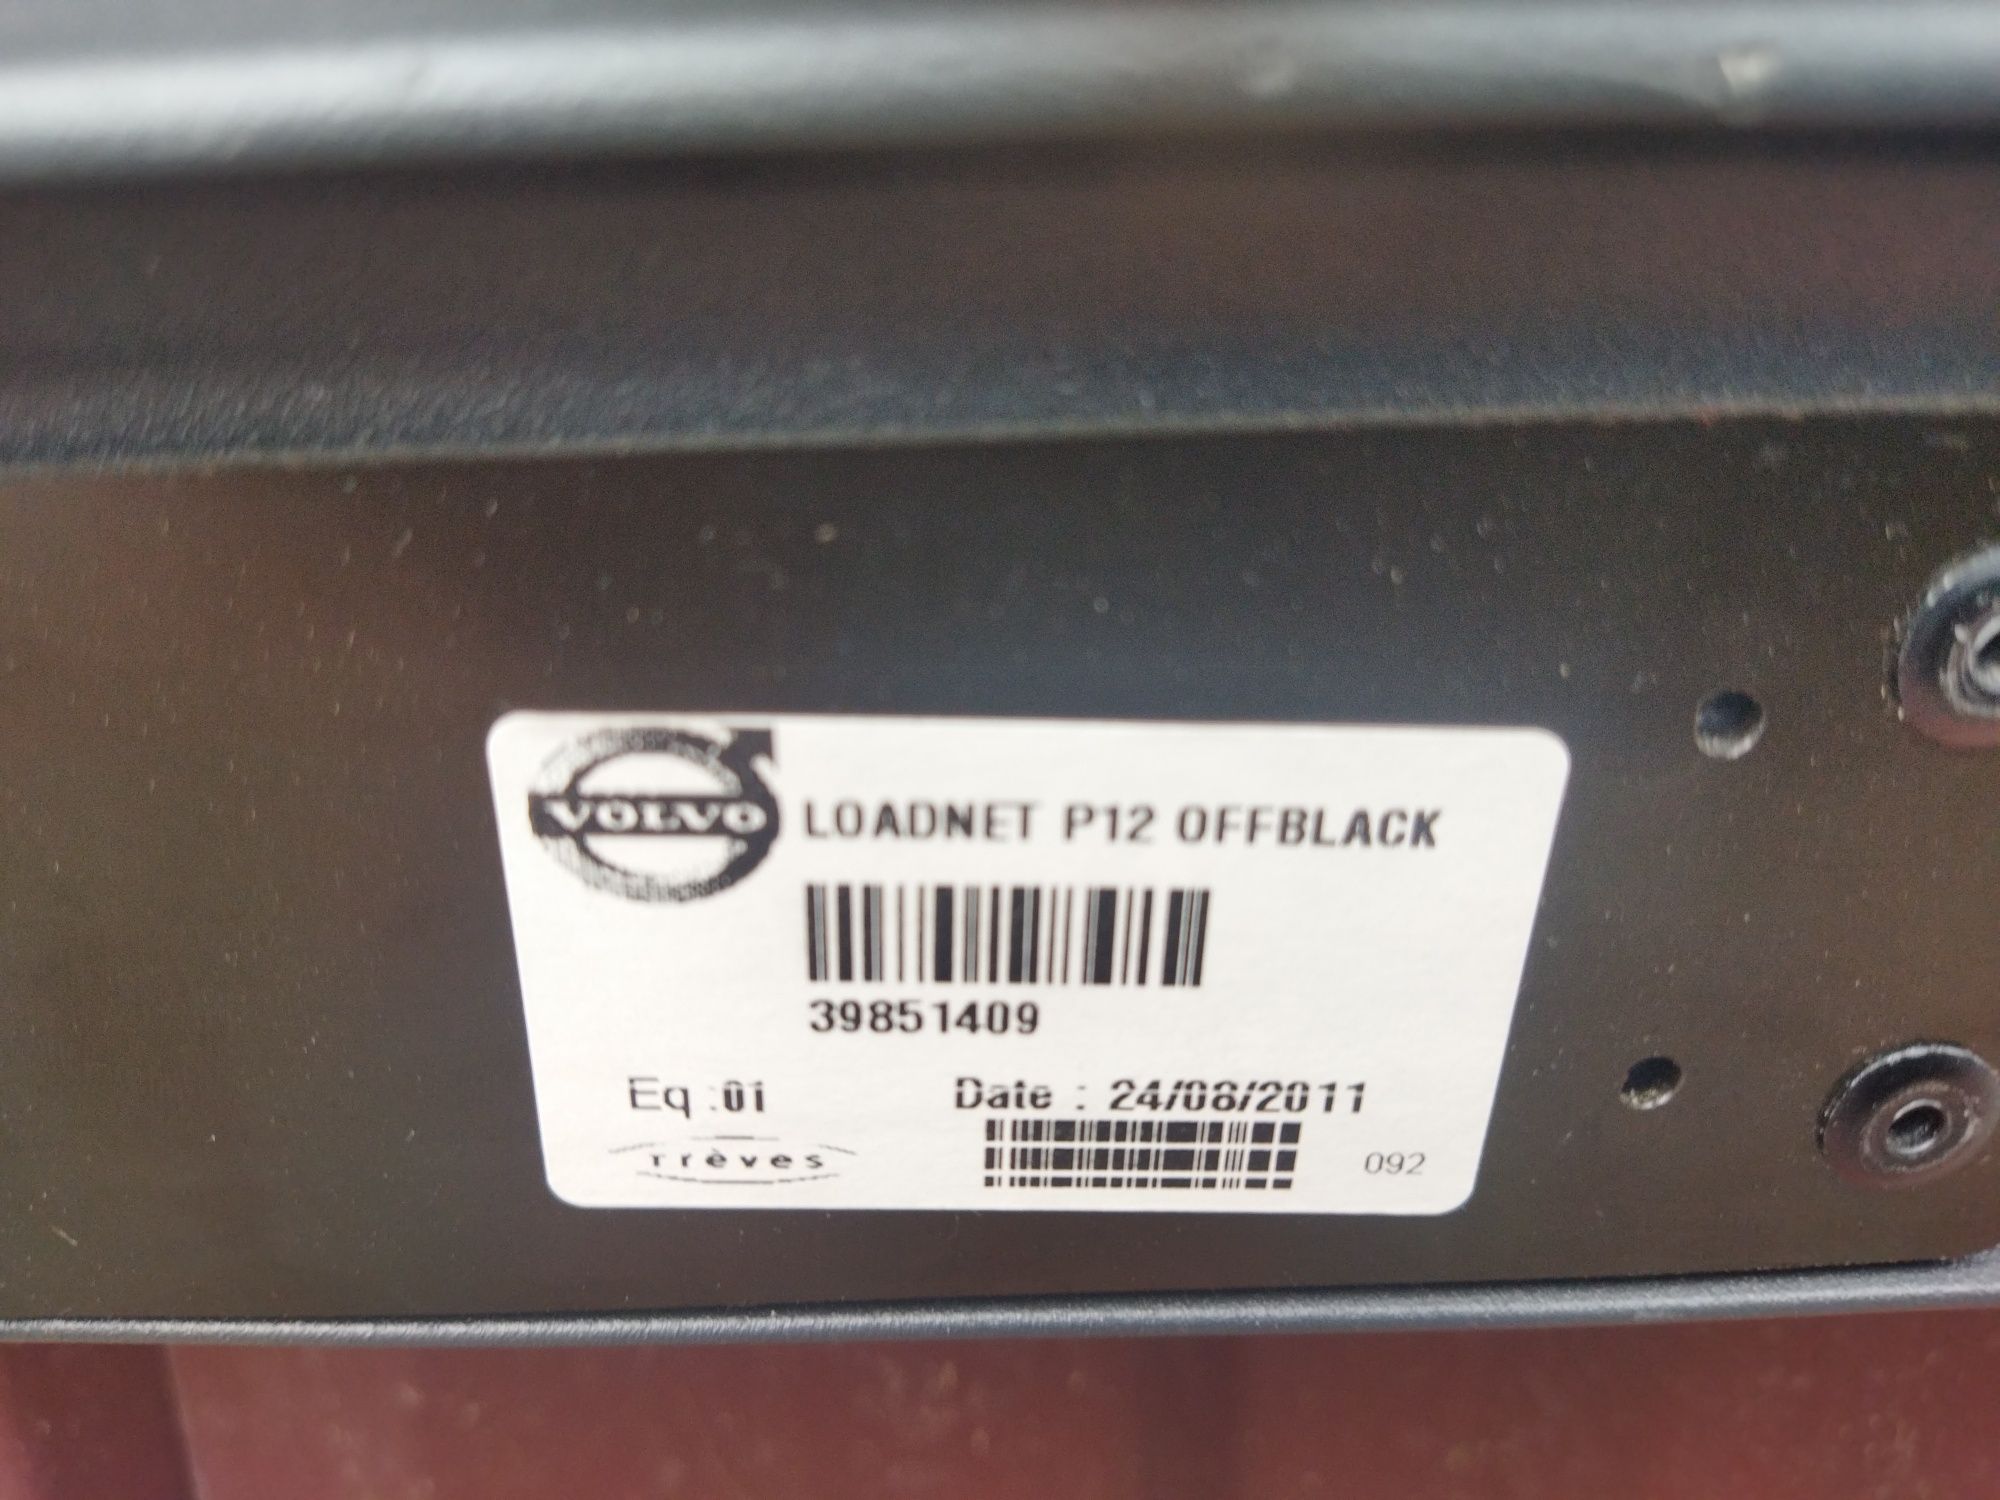 VOLVO
LOADNET P12 OFFBLACK
39851409
Eq :01
Date : 24/08/2011
Trèves
092